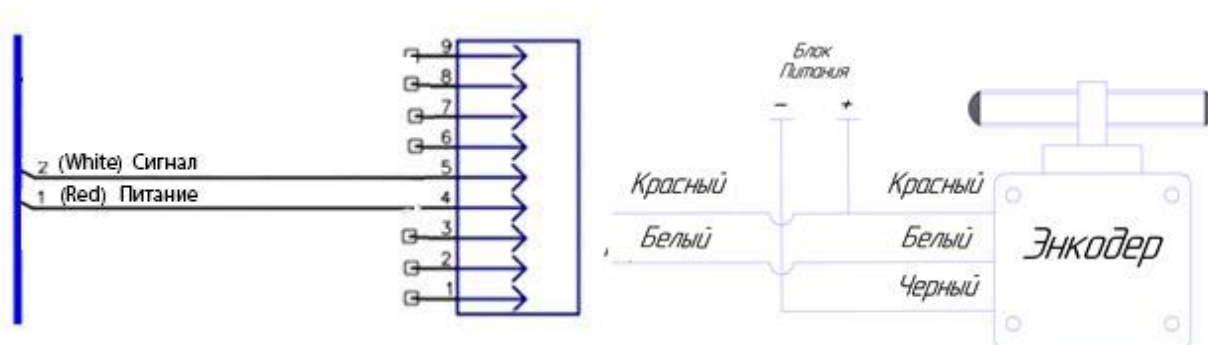 9
8
7
6
2 (White) Сигнал 5
1 (Red) Питание 4
3
2
1
Блок
Питания
- +
Красный Красный
Белый Белый
Черный
Энкодер